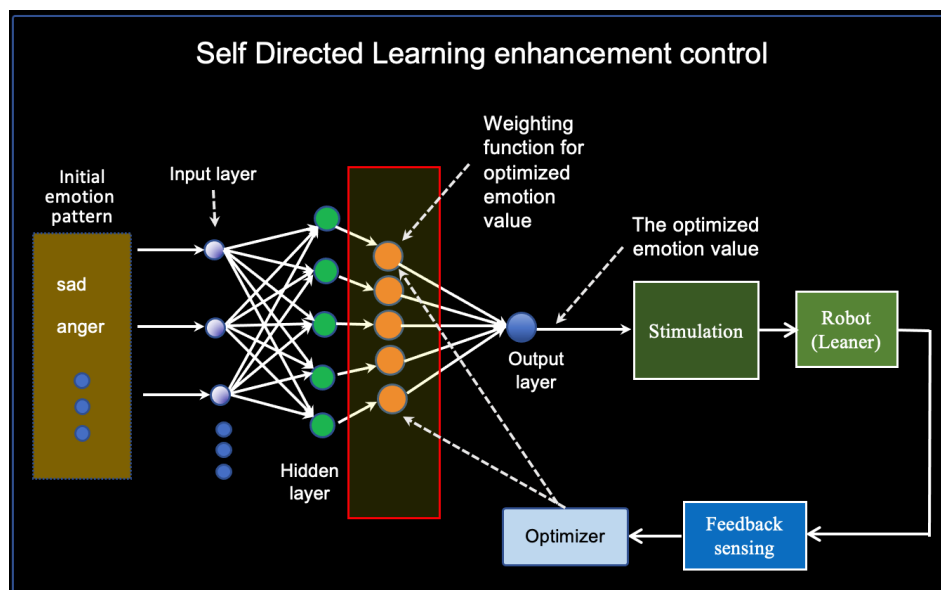 Self Directed Learning enhancement control
Weighting
function for
optimized
emotion
value
Initial
emotion
pattern
Input layer
The optimized
emotion value
sad
anger
Stimulation
Robot
(Leaner)
Output
layer
Hidden
layer
Optimizer
Feedback
sensing